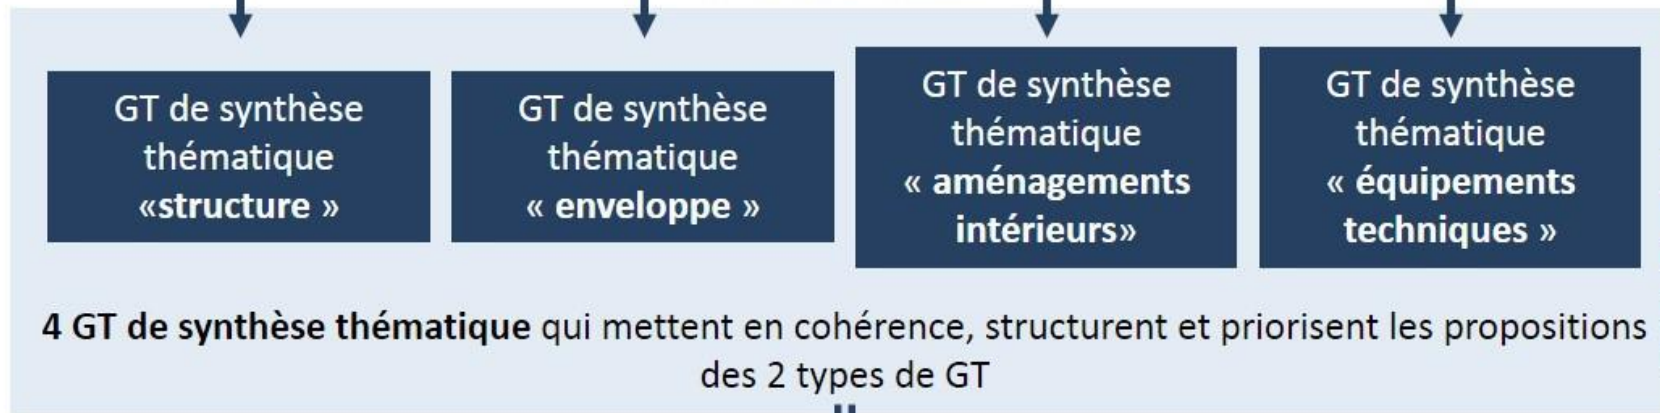 GT de synthèse
thématique
«structure »
GT de synthèse
thématique
« enveloppe »
GT de synthèse
thématique
« aménagements
intérieurs»
GT de synthèse
thématique
« équipements
techniques »
4 GT de synthèse thématique qui mettent en cohérence, structurent et priorisent les propositions
des 2 types de GT